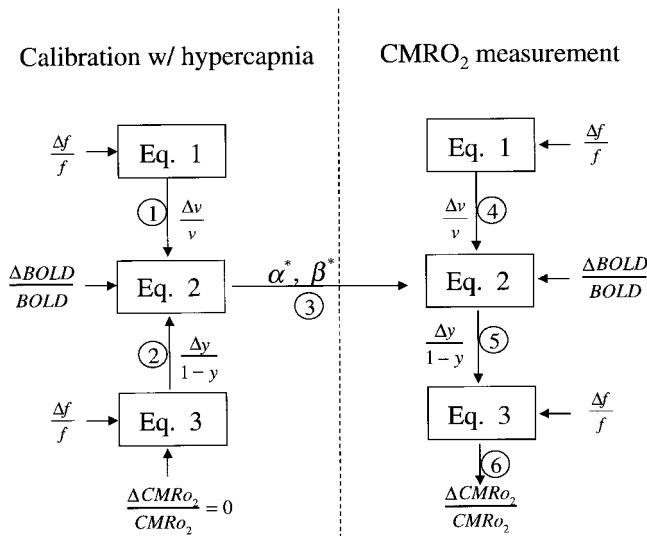 Calibration w/ hypercapnia
Δf/f
Eq. 1
① Δv/v
ΔBOLD/BOLD
Eq. 2
α*, β*
③
② Δy/1−y
Δf/f
Eq. 3
ΔCMRo₂/CMRo₂ = 0
CMRO₂ measurement
Eq. 1
Δf/f
Δv/v ④
Eq. 2
ΔBOLD/BOLD
Δy/1−y ⑤
Eq. 3
Δf/f
⑥
ΔCMRo₂/CMRo₂